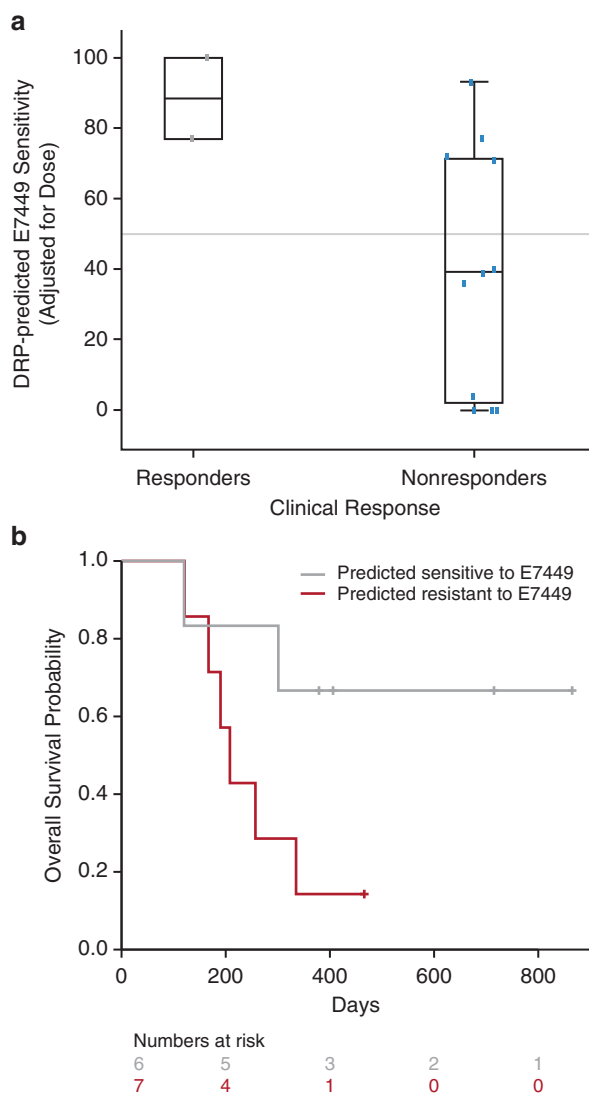 a
DRP-predicted E7449 Sensitivity
(Adjusted for Dose)
100
80
60
40
20
0
Responders
Nonresponders
Clinical Response
b
Overall Survival Probability
1.0
0.8
0.6
0.4
0.2
0.0
Predicted sensitive to E7449
Predicted resistant to E7449
0
200
400
600
800
Days
Numbers at risk
6 5 3 2 1
7 4 1 0 0